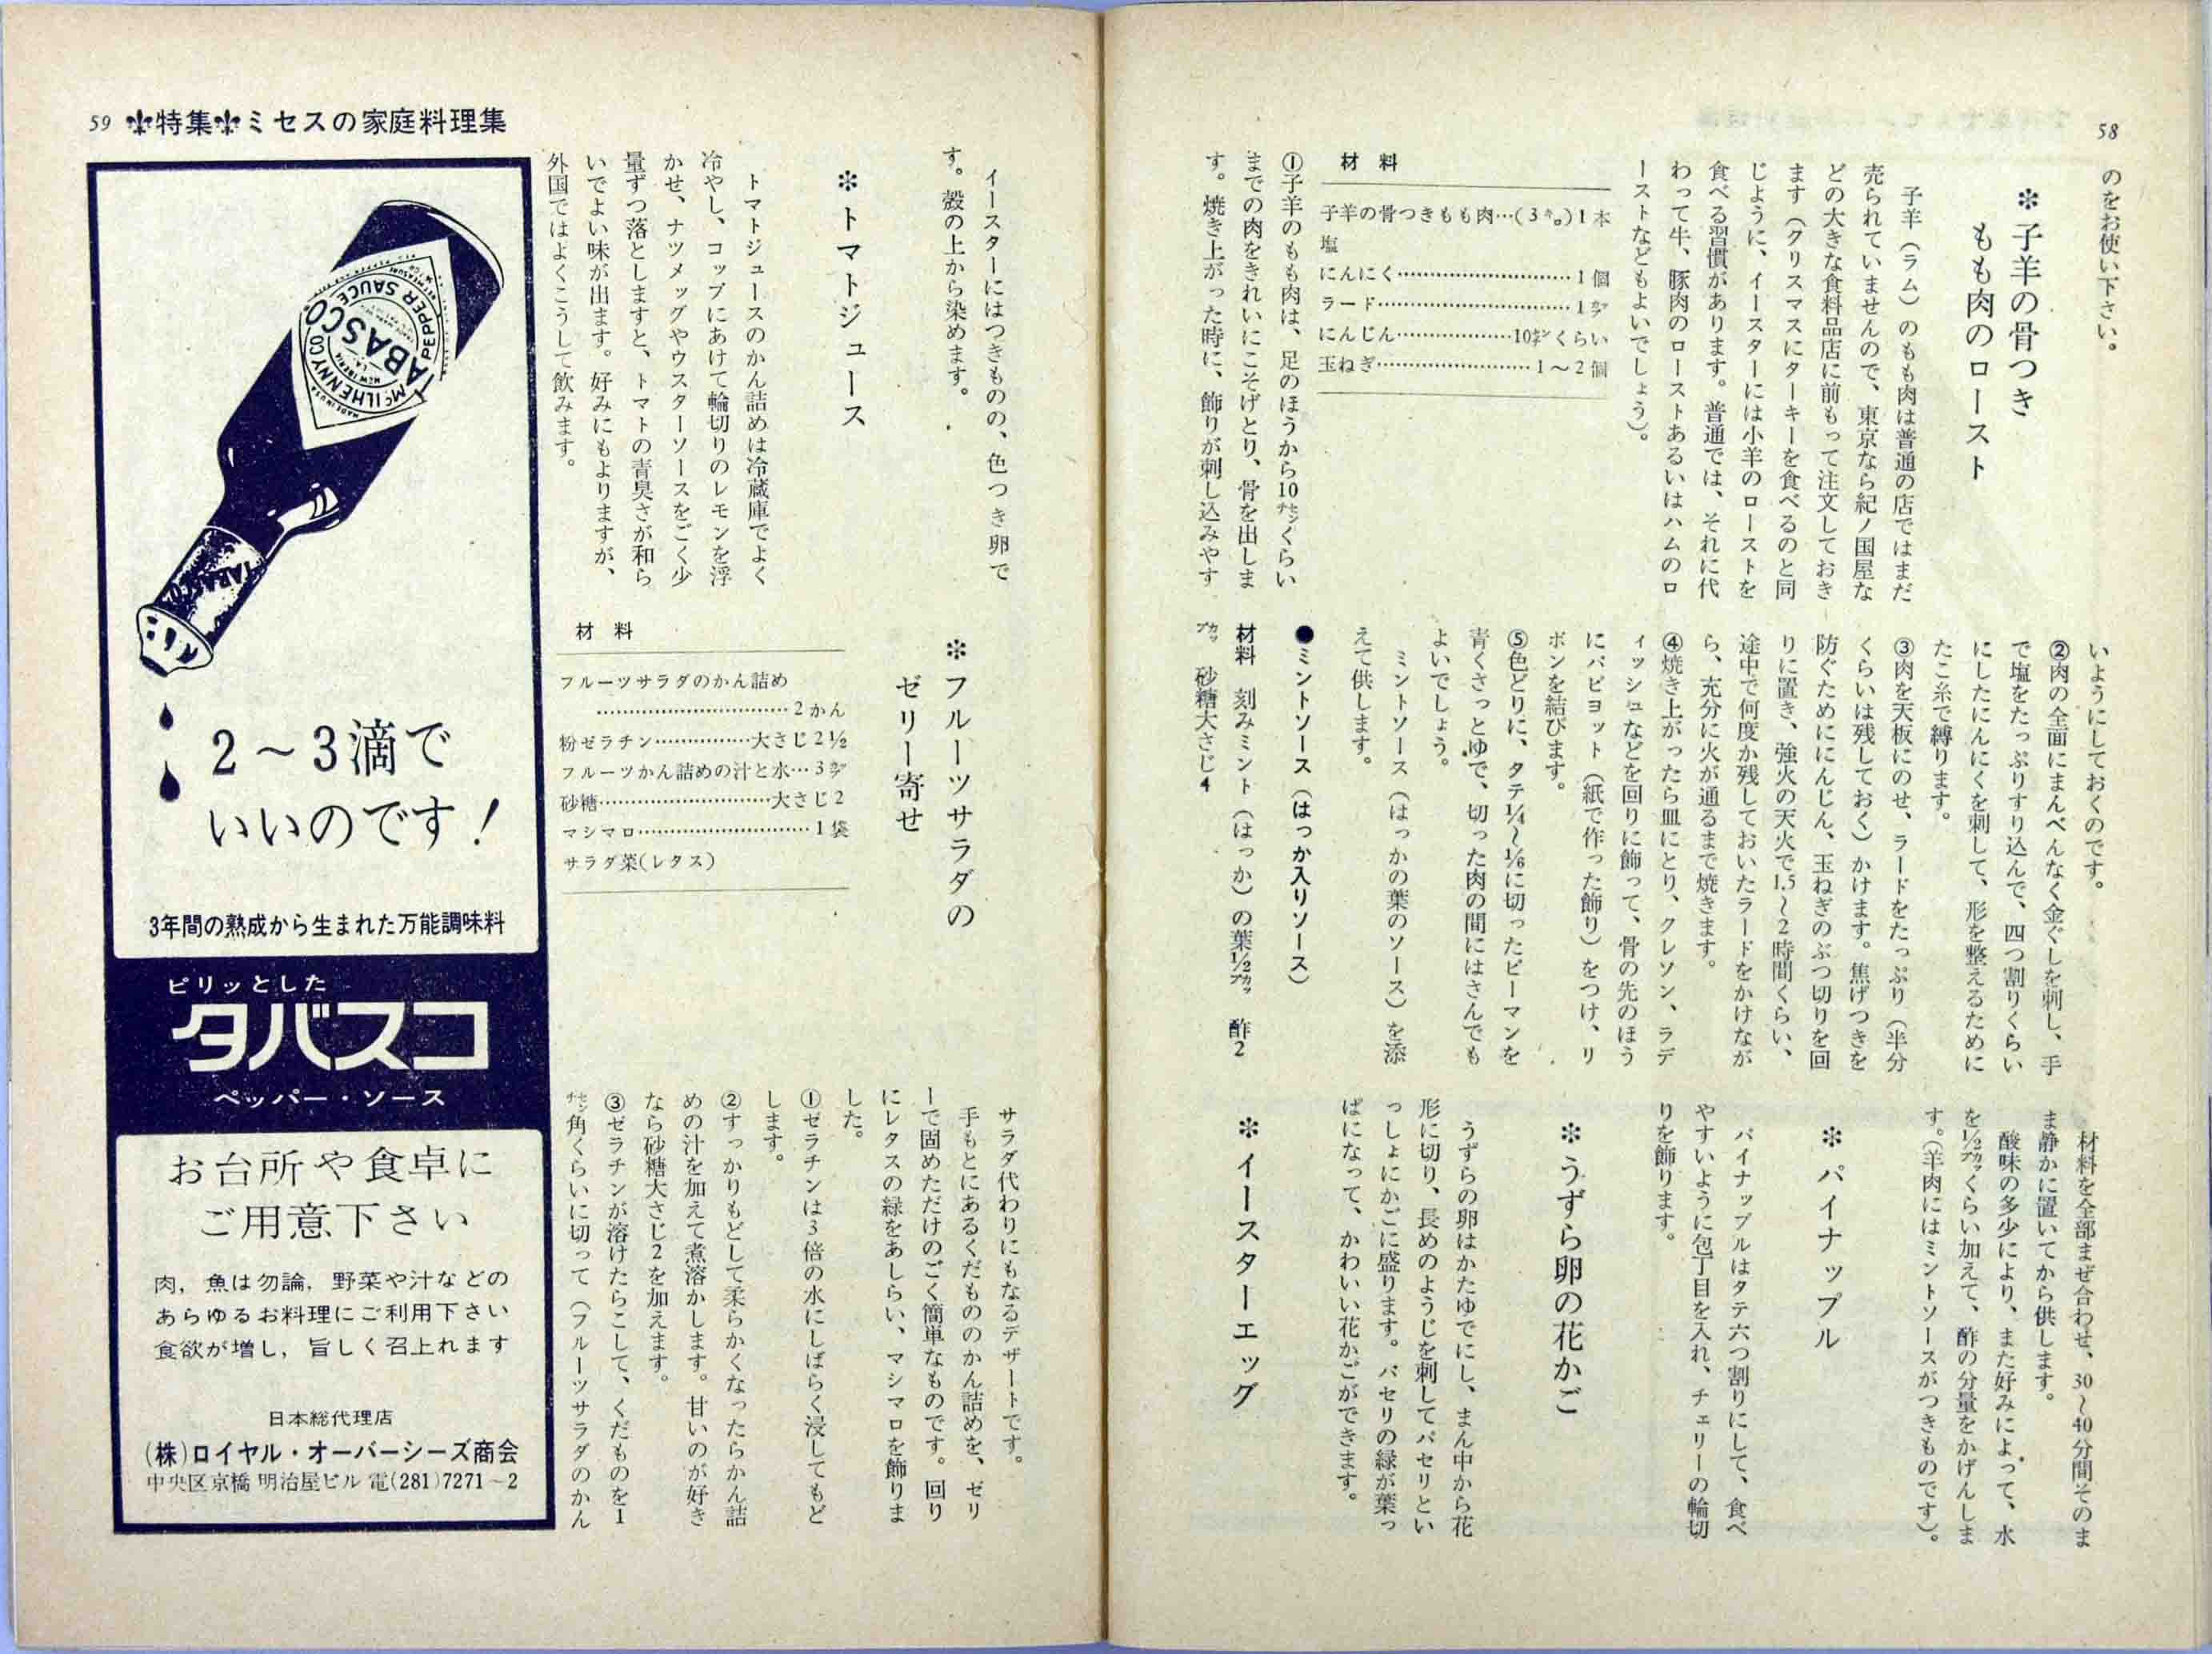 58
のをお使い下さい。
＊子羊の骨つき
もも肉のロースト
子羊（ラム）のもも肉は普通の店ではまだ
売られていませんので、東京なら紀ノ国屋な
どの大きな食料品店に前もって注文しておき
ます（クリスマスにターキーを食べるのと同
じように、イースターには小羊のローストを
食べる習慣があります。普通では、それに代
わって牛、豚肉のローストあるいはハムのロ
ーストなどもよいでしょう）。
材料
子羊の骨つきもも肉…(3㌔)1本
塩
にんにく…………………………1個
ラード……………………………1㌍
にんじん………………10㌢くらい
玉ねぎ……………………1〜2個
①子羊のもも肉は、足のほうから10㌢くらい
までの肉をきれいにこそげとり、骨を出しま
す。焼き上がった時に、飾りが刺し込みやす
いようにしておくのです。
②肉の全面にまんべんなく金ぐしを刺し、手
で塩をたっぷりすり込んで、四つ割りくらい
にしたにんにくを刺して、形を整えるために
たこ糸で縛ります。
③肉を天板にのせ、ラードをたっぷり（半分
くらいは残しておく）かけます。焦げつきを
防ぐためににんじん、玉ねぎのぶつ切りを回
りに置き、強火の天火で1.5〜2時間くらい、
途中で何度か残しておいたラードをかけなが
ら、充分に火が通るまで焼きます。
④焼き上がったら皿にとり、クレソン、ラデ
ィッシュなどを回りに飾って、骨の先のほう
にパピヨット（紙で作った飾り）をつけ、リ
ボンを結びます。
⑤色どりに、タテ1/4〜1/6に切ったピーマンを
青くさっとゆで、切った肉の間にはさんでも
よいでしょう。
ミントソース（はっかの葉のソース）を添
えて供します。
●ミントソース（はっか入りソース）
材料　刻みミント（はっか）の葉1/2カップ　酢2
カップ　砂糖大さじ4
材料を全部まぜ合わせ、30〜40分間そのま
ま静かに置いてから供します。
酸味の多少により、また好みによって、水
を1/2カップくらい加えて、酢の分量をかげんしま
す。（羊肉にはミントソースがつきものです）。
＊パイナップル
パイナップルはタテ六つ割りにして、食べ
やすいように包丁目を入れ、チェリーの輪切
りを飾ります。
＊うずら卵の花かご
うずらの卵はかたゆでにし、まん中から花
形に切り、長めのようじを刺してパセリとい
っしょにかごに盛ります。パセリの緑が葉っ
ぱになって、かわいい花かごができます。
＊イースターエッグ
イースターにはつきものの、色つき卵で
す。殻の上から染めます。
＊トマトジュース
トマトジュースのかん詰めは冷蔵庫でよく
冷やし、コップにあけて輪切りのレモンを浮
かせ、ナツメッグやウスターソースをごく少
量ずつ落としますと、トマトの青臭さが和ら
いでよい味が出ます。好みにもよりますが、
外国ではよくこうして飲みます。
＊フルーツサラダの
ゼリー寄せ
材料
フルーツサラダのかん詰め
…………………………2かん
粉ゼラチン……………大さじ2½
フルーツかん詰めの汁と水…3㌍
砂糖………………………大さじ2
マシマロ………………………1袋
サラダ菜(レタス)
サラダ代わりにもなるデザートです。
手もとにあるくだもののかん詰めを、ゼリ
ーで固めただけのごく簡単なものです。回り
にレタスの緑をあしらい、マシマロを飾りま
した。
①ゼラチンは3倍の水にしばらく浸してもど
します。
②すっかりもどして柔らかくなったらかん詰
めの汁を加えて煮溶かします。甘いのが好き
なら砂糖大さじ2を加えます。
③ゼラチンが溶けたらこして、くだものを1
㌢角くらいに切って（フルーツサラダのかん
59 特集 ミセスの家庭料理集
McILHENNY CO.
TABASCO
PEPPER SAUCE
TABASCO
2〜3滴で
いいのです！
3年間の熟成から生まれた万能調味料
ピリッとした
タバスコ
ペッパー・ソース
お台所や食卓に
ご用意下さい
肉，魚は勿論，野菜や汁などの
あらゆるお料理にご利用下さい
食欲が増し，旨しく召上れます
日本総代理店
(株)ロイヤル・オーバーシーズ商会
中央区京橋 明治屋ビル 電(281)7271〜2